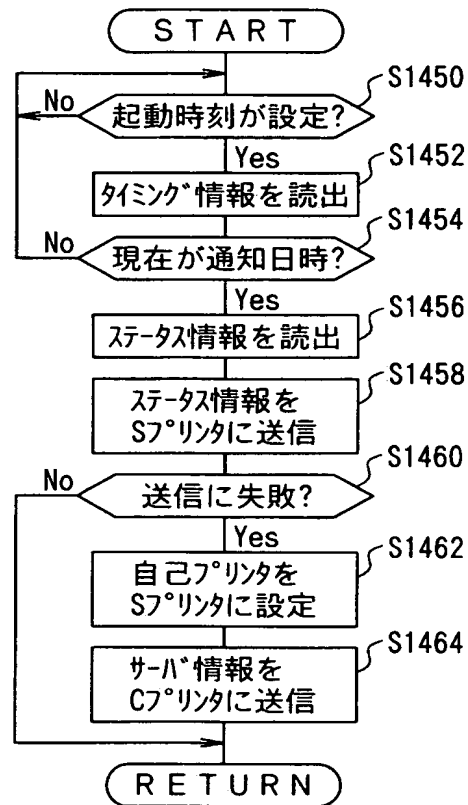 START
S1450
No
起動時刻が設定?
Yes
S1452
ﾀｲﾐﾝｸﾞ情報を読出
S1454
No
現在が通知日時?
Yes
S1456
ｽﾃｰﾀｽ情報を読出
S1458
ｽﾃｰﾀｽ情報を
Sﾌﾟﾘﾝﾀに送信
S1460
No
送信に失敗?
Yes
S1462
自己ﾌﾟﾘﾝﾀを
Sﾌﾟﾘﾝﾀに設定
S1464
ｻｰﾊﾞ情報を
Cﾌﾟﾘﾝﾀに送信
RETURN